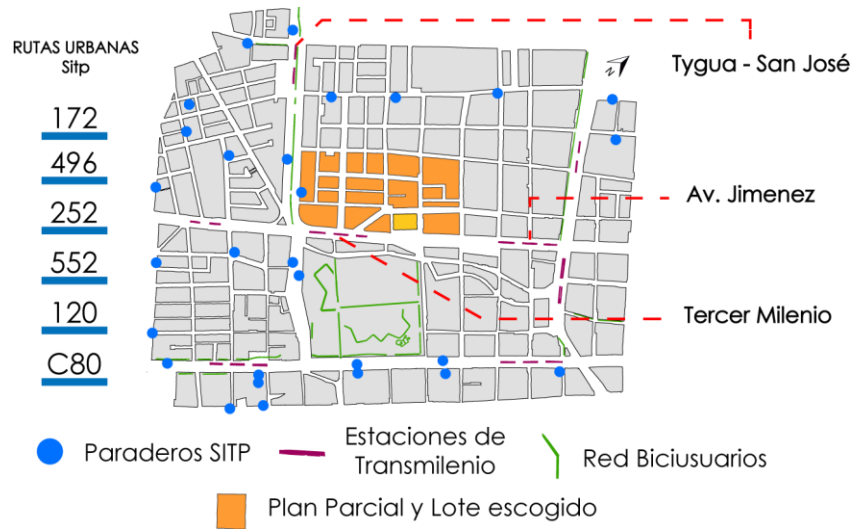 RUTAS URBANAS
Sitp
172
496
252
552
120
C80
Tygua - San José
Av. Jimenez
Tercer Milenio
Paraderos SITP
Estaciones de
Transmilenio
Red Biciusuarios
Plan Parcial y Lote escogido